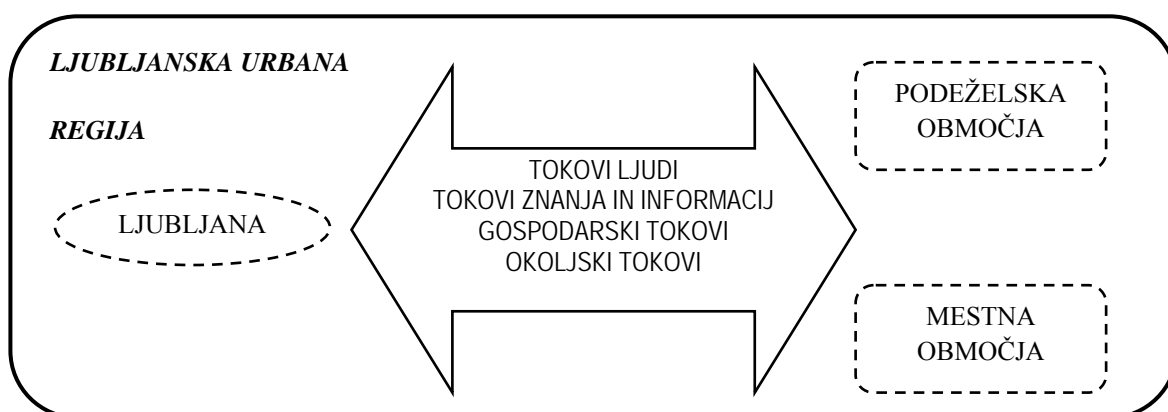 LJUBLJANSKA URBANA
REGIJA
LJUBLJANA
TOKOVI LJUDI
TOKOVI ZNANJA IN INFORMACIJ
GOSPODARSKI TOKOVI
OKOLJSKI TOKOVI
PODEŽELSKA
OBMOČJA
MESTNA
OBMOČJA